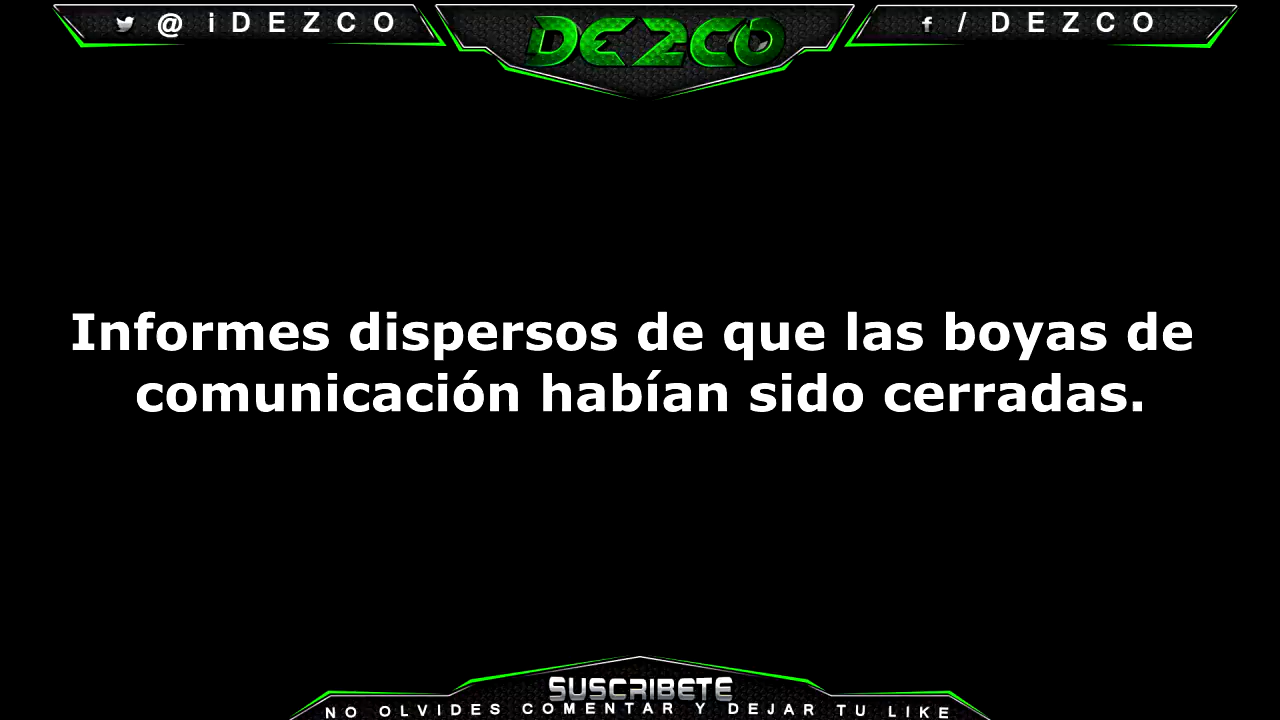 @ iDEZCO
DEZCO
f / DEZCO
Informes dispersos de que las boyas de
comunicación habían sido cerradas.
SUSCRIBETE
NO OLVIDES COMENTAR Y DEJAR TU LIKE